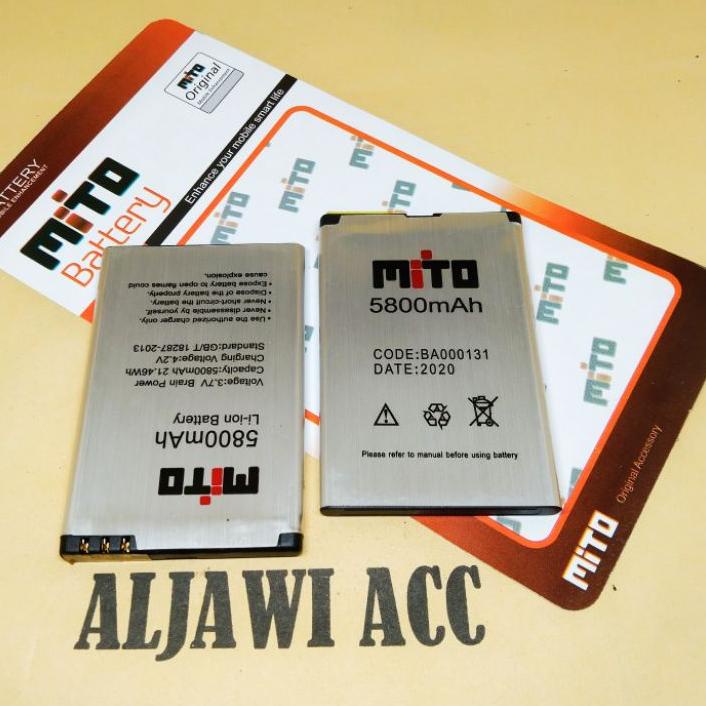 MiTO
Original
Mobile Enhancement
BATTERY
MOBILE ENHANCEMENT
MiTO
Battery
Enhance your mobile smart life
MiTO
5800mAh
CODE:BA000131
DATE:2020
Please refer to manual before using battery
MiTO
5800mAh
Li-ion Battery
Voltage:3.7V Brain Power
Capacity:5800mAh 21.46Wh
Charging Voltage:4.2V
Standard:GB/T 18287-2013
• Use the authorized charger only.
• Never disassemble by yourself.
• Never short-circuit the battery.
• Dispose of the battery properly.
• Expose battery to open flames could
cause explosion.
MiTO
Original Accessory
ALJAWI ACC